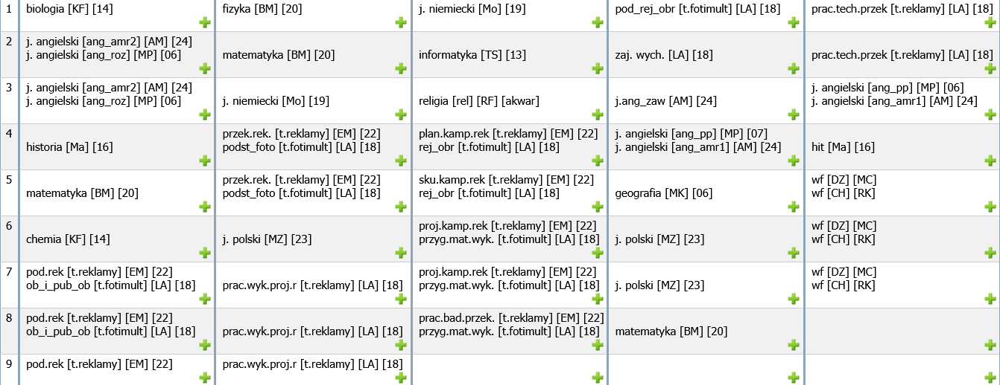 1
biologia [KF] [14]
fizyka [BM] [20]
j. niemiecki [Mo] [19]
pod_rej_obr [t.fotimult] [LA] [18]
prac.tech.przek [t.reklamy] [LA] [18]
2
j. angielski [ang_amr2] [AM] [24]
j. angielski [ang_roz] [MP] [06]
matematyka [BM] [20]
informatyka [TS] [13]
zaj. wych. [LA] [18]
prac.tech.przek [t.reklamy] [LA] [18]
3
j. angielski [ang_amr2] [AM] [24]
j. angielski [ang_roz] [MP] [06]
j. niemiecki [Mo] [19]
religia [rel] [RF] [akwar]
j.ang_zaw [AM] [24]
j. angielski [ang_pp] [MP] [06]
j. angielski [ang_amr1] [AM] [24]
4
historia [Ma] [16]
przek.rek. [t.reklamy] [EM] [22]
podst_foto [t.fotimult] [LA] [18]
plan.kamp.rek [t.reklamy] [EM] [22]
rej_obr [t.fotimult] [LA] [18]
j. angielski [ang_pp] [MP] [07]
j. angielski [ang_amr1] [AM] [24]
hit [Ma] [16]
5
matematyka [BM] [20]
przek.rek. [t.reklamy] [EM] [22]
podst_foto [t.fotimult] [LA] [18]
sku.kamp.rek [t.reklamy] [EM] [22]
rej_obr [t.fotimult] [LA] [18]
geografia [MK] [06]
wf [DZ] [MC]
wf [CH] [RK]
6
chemia [KF] [14]
j. polski [MZ] [23]
proj.kamp.rek [t.reklamy] [EM] [22]
przyg.mat.wyk. [t.fotimult] [LA] [18]
j. polski [MZ] [23]
wf [DZ] [MC]
wf [CH] [RK]
7
pod.rek [t.reklamy] [EM] [22]
ob_i_pub_ob [t.fotimult] [LA] [18]
prac.wyk.proj.r [t.reklamy] [LA] [18]
proj.kamp.rek [t.reklamy] [EM] [22]
przyg.mat.wyk. [t.fotimult] [LA] [18]
j. polski [MZ] [23]
wf [DZ] [MC]
wf [CH] [RK]
8
pod.rek [t.reklamy] [EM] [22]
ob_i_pub_ob [t.fotimult] [LA] [18]
prac.wyk.proj.r [t.reklamy] [LA] [18]
prac.bad.przek. [t.reklamy] [EM] [22]
przyg.mat.wyk. [t.fotimult] [LA] [18]
matematyka [BM] [20]
9
pod.rek [t.reklamy] [EM] [22]
prac.wyk.proj.r [t.reklamy] [LA] [18]